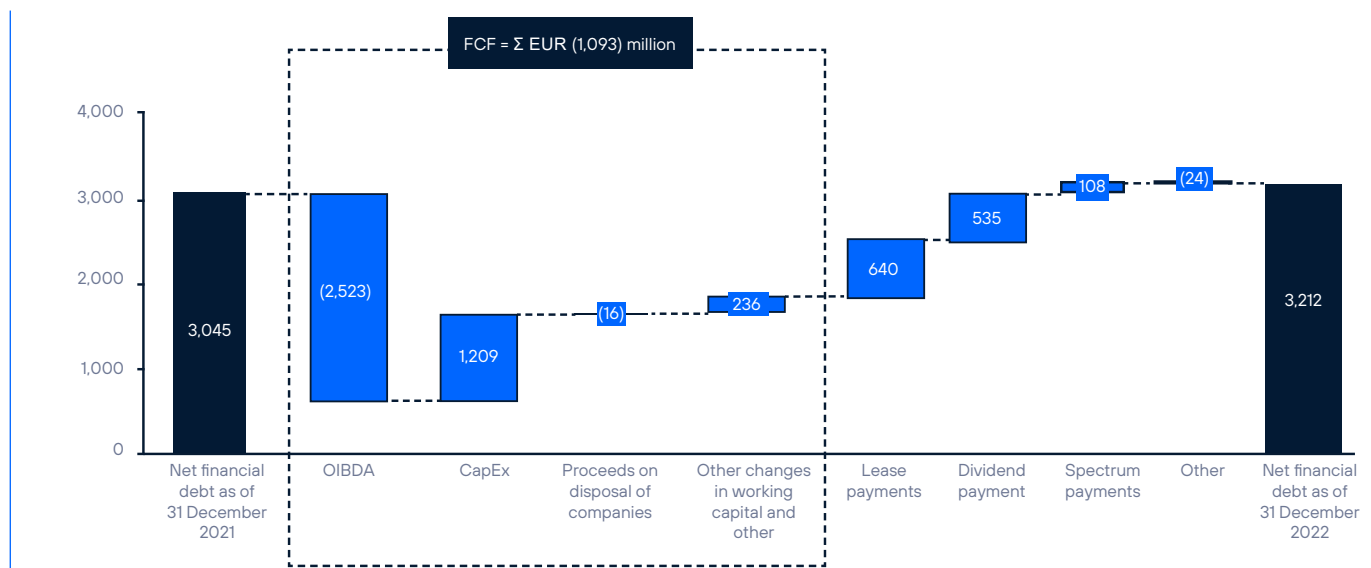 FCF = Σ EUR (1,093) million
4,000
3,000
2,000
1,000
0
3,045
(2,523)
1,209
(16)
236
640
535
108
(24)
3,212
Net financial
debt as of
31 December
2021
OIBDA
CapEx
Proceeds on
disposal of
companies
Other changes
in working
capital and
other
Lease
payments
Dividend
payment
Spectrum
payments
Other
Net financial
debt as of
31 December
2022